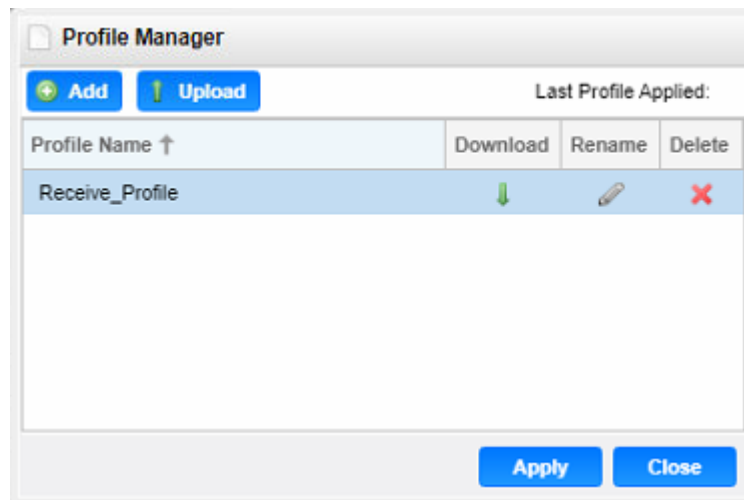 Profile Manager
Add Upload Last Profile Applied:
Profile Name Download Rename Delete
Receive_Profile
Apply Close